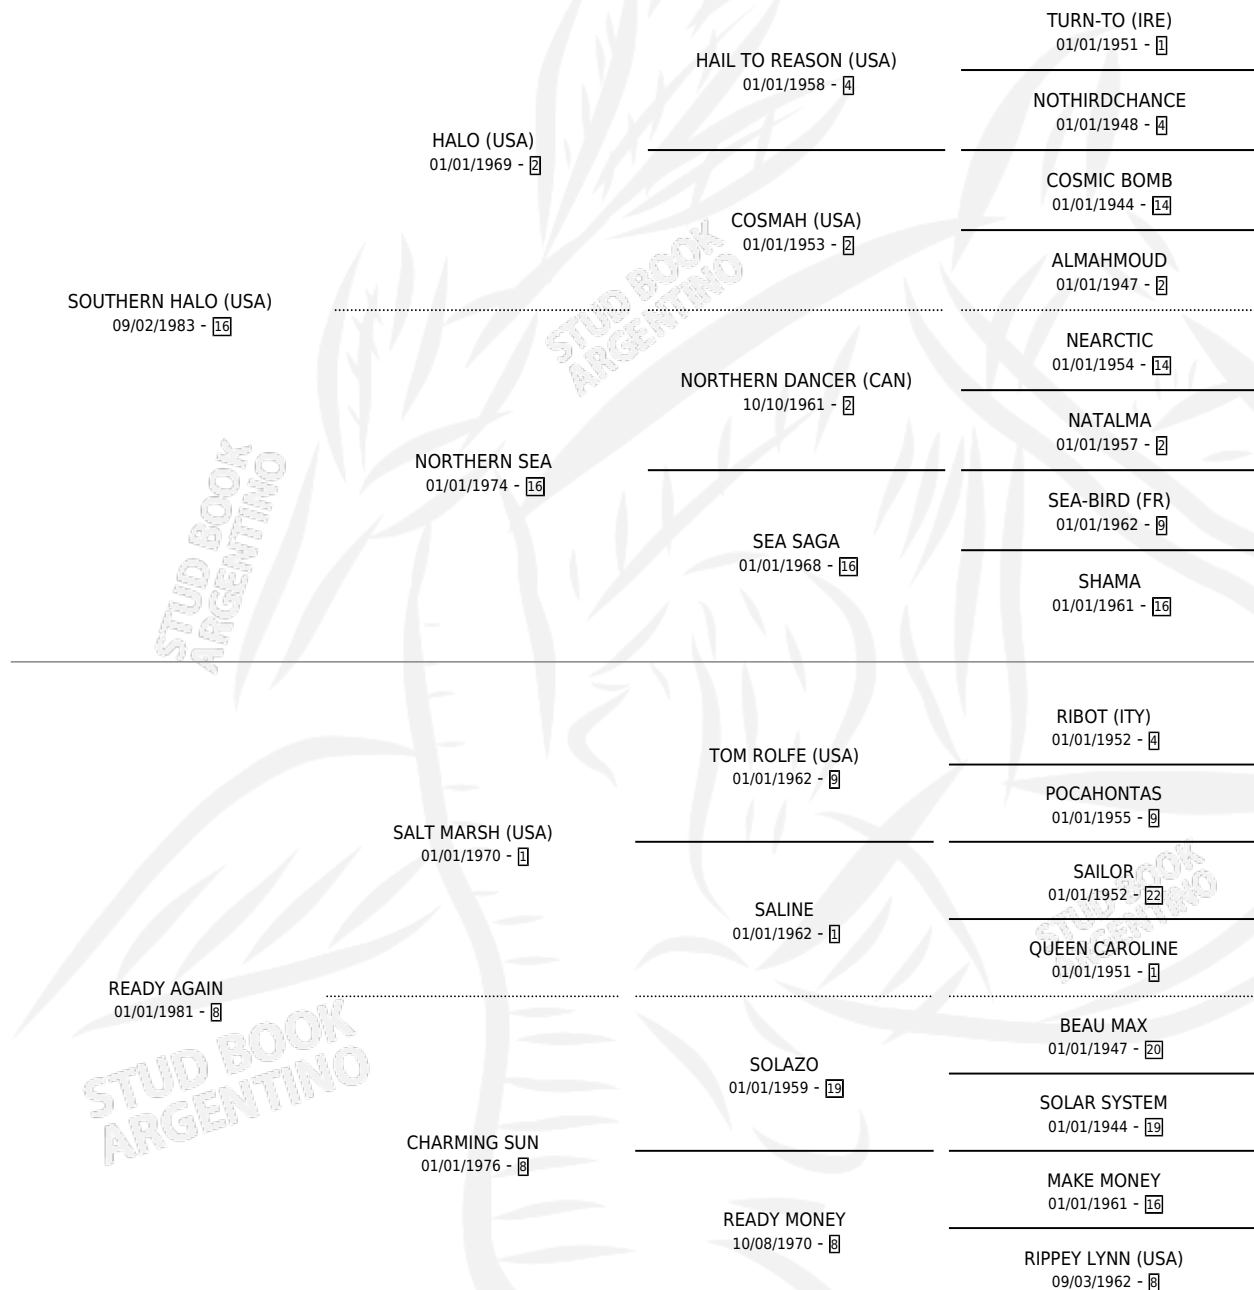 SOUTHERN HALO (USA)
09/02/1983 - 16
HALO (USA)
01/01/1969 - 2
HAIL TO REASON (USA)
01/01/1958 - 4
TURN-TO (IRE)
01/01/1951 - 1
NOTHIRDCHANCE
01/01/1948 - 4
COSMAH (USA)
01/01/1953 - 2
COSMIC BOMB
01/01/1944 - 14
ALMAHMOUD
01/01/1947 - 2
NORTHERN SEA
01/01/1974 - 16
NORTHERN DANCER (CAN)
10/10/1961 - 2
NEARCTIC
01/01/1954 - 14
NATALMA
01/01/1957 - 2
SEA SAGA
01/01/1968 - 16
SEA-BIRD (FR)
01/01/1962 - 9
SHAMA
01/01/1961 - 16
READY AGAIN
01/01/1981 - 8
SALT MARSH (USA)
01/01/1970 - 1
TOM ROLFE (USA)
01/01/1962 - 9
RIBOT (ITY)
01/01/1952 - 4
POCAHONTAS
01/01/1955 - 9
SALINE
01/01/1962 - 1
SAILOR
01/01/1952 - 22
QUEEN CAROLINE
01/01/1951 - 1
CHARMING SUN
01/01/1976 - 8
SOLAZO
01/01/1959 - 19
BEAU MAX
01/01/1947 - 20
SOLAR SYSTEM
01/01/1944 - 19
READY MONEY
10/08/1970 - 8
MAKE MONEY
01/01/1961 - 16
RIPPEY LYNN (USA)
09/03/1962 - 8
STUD BOOK
ARGENTINO
STUD BOOK
ARGENTINO
STUD BOOK
ARGENTINO
STUD BOOK
ARGENTINO